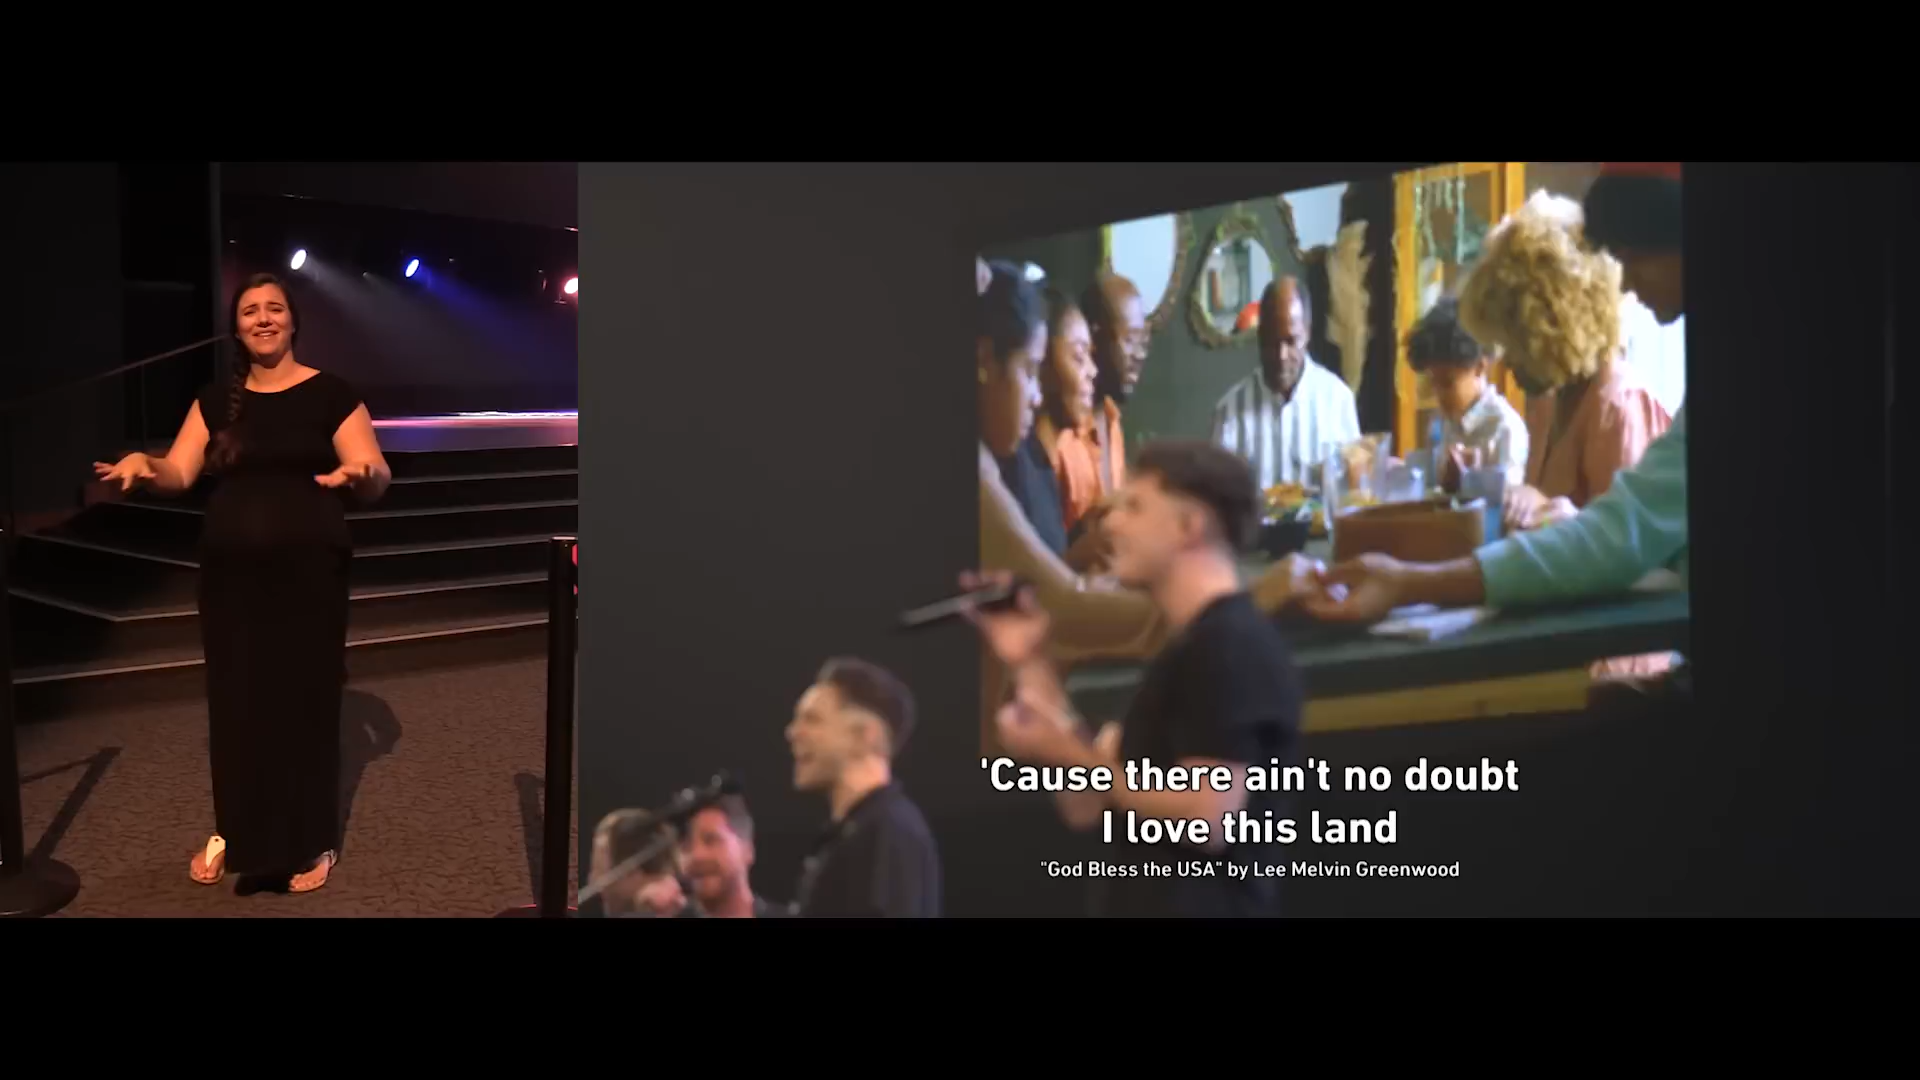 'Cause there ain't no doubt
I love this land
"God Bless the USA" by Lee Melvin Greenwood